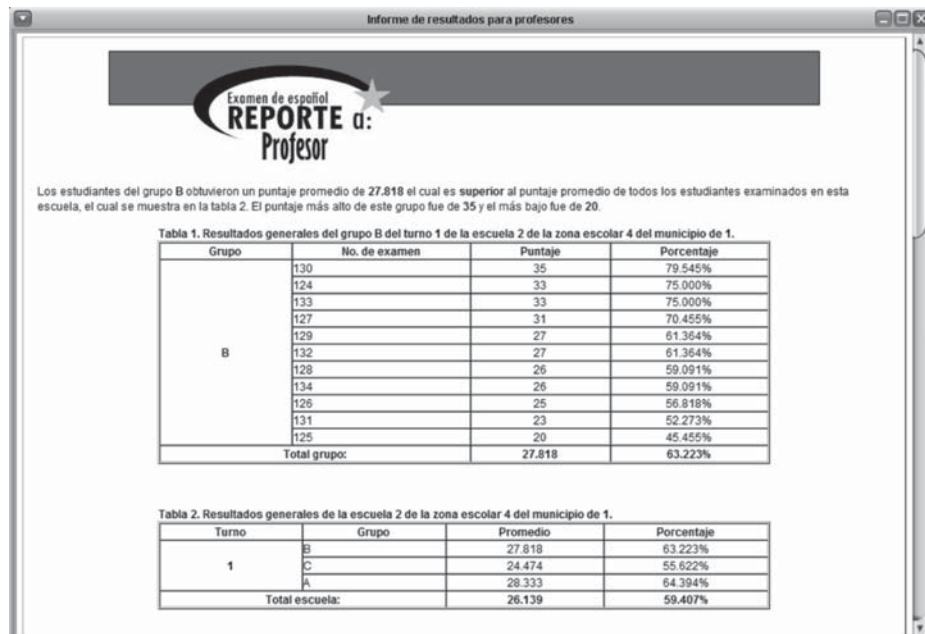 Informe de resultados para profesores
Examen de español
REPORTE a:
Profesor
Los estudiantes del grupo B obtuvieron un puntaje promedio de 27.818 el cual es superior al puntaje promedio de todos los estudiantes examinados en esta
escuela, el cual se muestra en la tabla 2. El puntaje más alto de este grupo fue de 35 y el más bajo fue de 20.
Tabla 1. Resultados generales del grupo B del turno 1 de la escuela 2 de la zona escolar 4 del municipio de 1.
Grupo No. de examen Puntaje Porcentaje
130 35 79.545%
124 33 75.000%
133 33 75.000%
127 31 70.455%
129 27 61.364%
B 132 27 61.364%
128 26 59.091%
134 26 59.091%
126 25 56.818%
131 23 52.273%
125 20 45.455%
Total grupo: 27.818 63.223%
Tabla 2. Resultados generales de la escuela 2 de la zona escolar 4 del municipio de 1.
Turno Grupo Promedio Porcentaje
B 27.818 63.223%
1 C 24.474 55.622%
A 28.333 64.394%
Total escuela: 26.139 59.407%